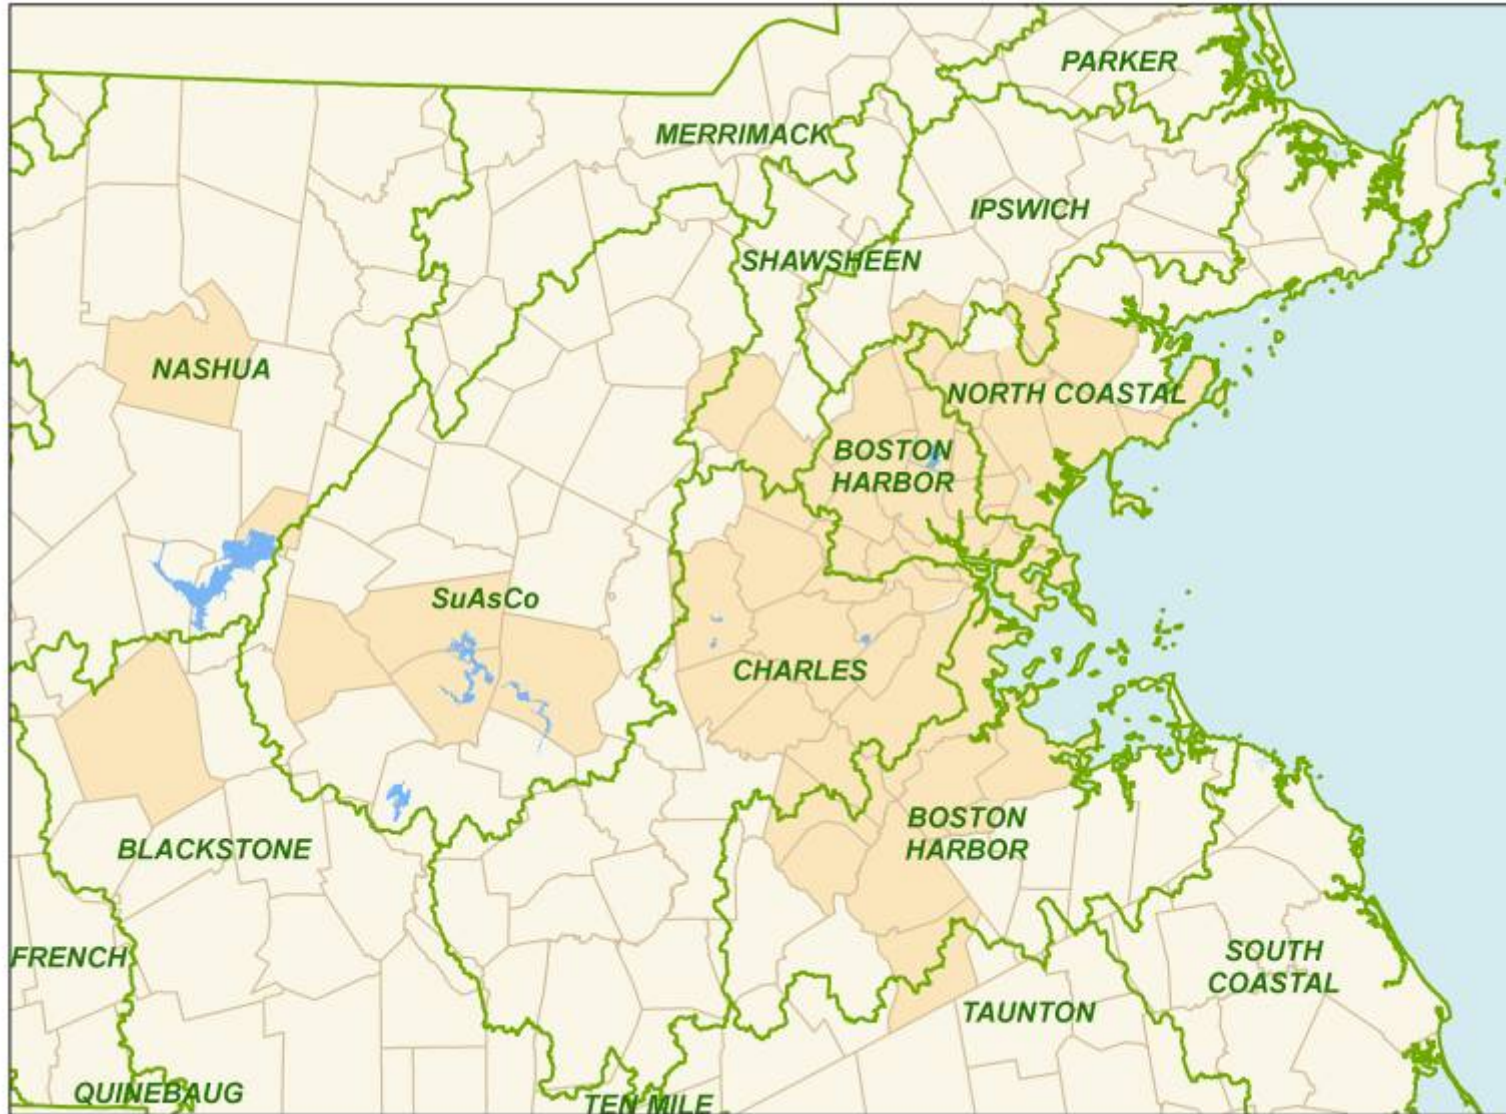 PARKER
MERRIMACK
IPSWICH
SHAWSHEEN
NASHUA
NORTH COASTAL
BOSTON
HARBOR
SuAsCo
CHARLES
BOSTON
HARBOR
BLACKSTONE
FRENCH
SOUTH
COASTAL
TAUNTON
QUINEBAUG
TEN MILE